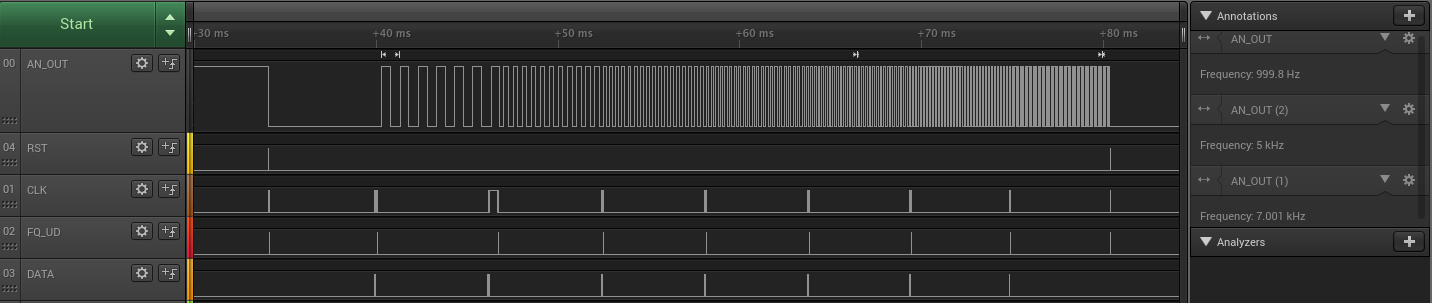 Start
-30 ms +40 ms +50 ms +60 ms +70 ms +80 ms
00 AN_OUT
04 RST
01 CLK
02 FQ_UD
03 DATA
Annotations
AN_OUT
Frequency: 999.8 Hz
AN_OUT (2)
Frequency: 5 kHz
AN_OUT (1)
Frequency: 7.001 kHz
Analyzers